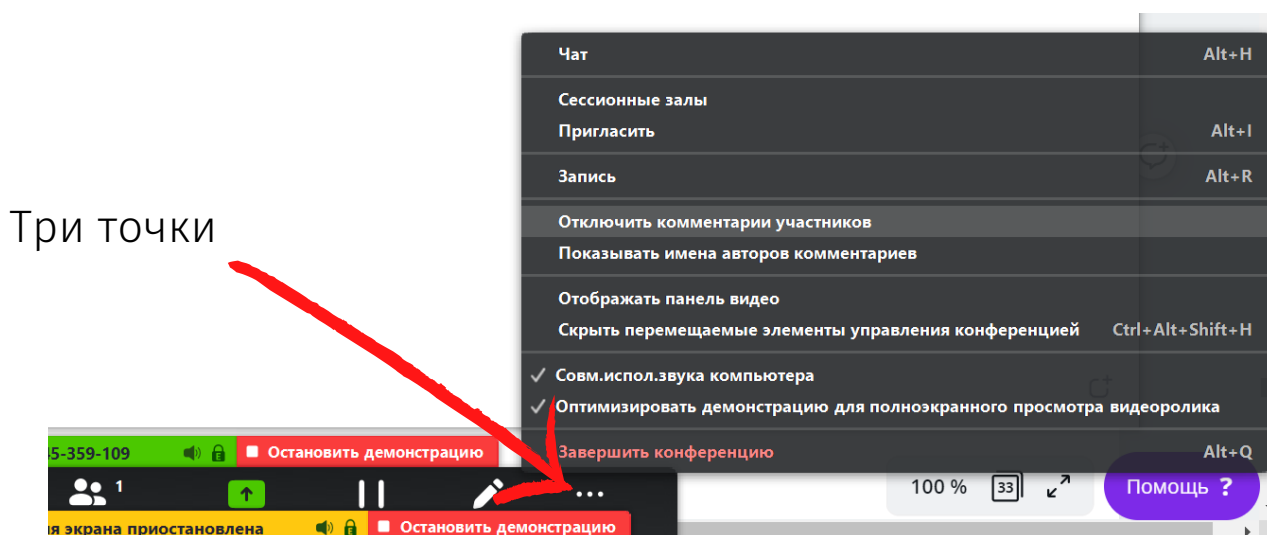 Чат Alt+H
Сессионные залы
Пригласить Alt+I
Запись Alt+R
Три точки
Отключить комментарии участников
Показывать имена авторов комментариев
Отображать панель видео
Скрыть перемещаемые элементы управления конференцией Ctrl+Alt+Shift+H
Совм.испол.звука компьютера
Оптимизировать демонстрацию для полноэкранного просмотра видеоролика
Завершить конференцию Alt+Q
5-359-109 Остановить демонстрацию
1
100 % 33 Помощь ?
экрана приостановлена Остановить демонстрацию